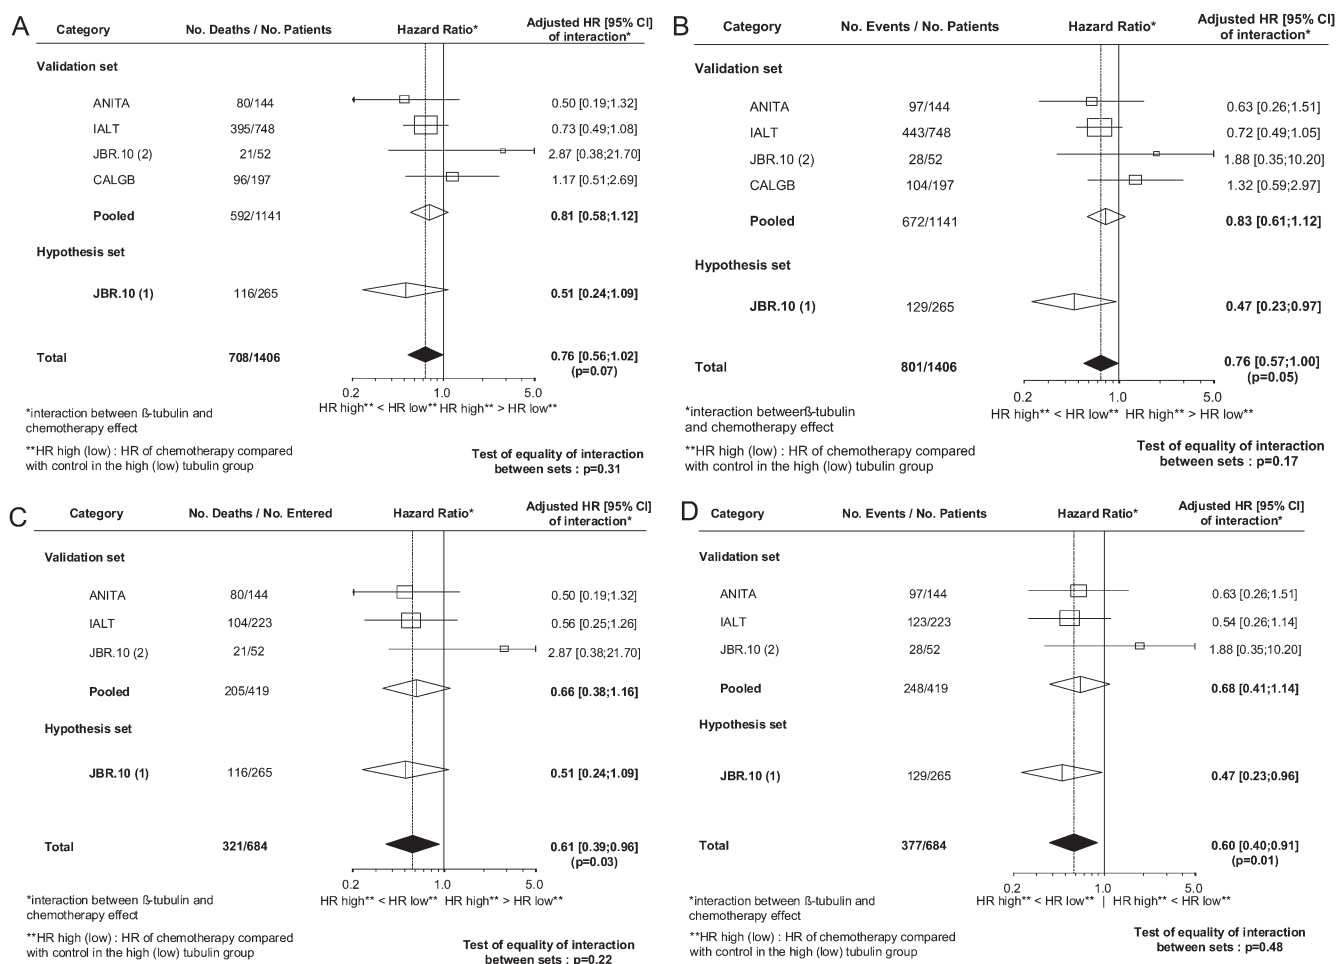 A
Category No. Deaths / No. Patients Hazard Ratio* Adjusted HR [95% CI]
of interaction*
Validation set
ANITA 80/144 0.50 [0.19;1.32]
IALT 395/748 0.73 [0.49;1.08]
JBR.10 (2) 21/52 2.87 [0.38;21.70]
CALGB 96/197 1.17 [0.51;2.69]
Pooled 592/1141 0.81 [0.58;1.12]
Hypothesis set
JBR.10 (1) 116/265 0.51 [0.24;1.09]
Total 708/1406 0.76 [0.56;1.02]
(p=0.07)
0.2 1.0 5.0
HR high** < HR low** HR high** > HR low**
*interaction between ß-tubulin and
chemotherapy effect
**HR high (low) : HR of chemotherapy compared
with control in the high (low) tubulin group
Test of equality of interaction
between sets : p=0.31
B
Category No. Events / No. Patients Hazard Ratio* Adjusted HR [95% CI]
of interaction*
Validation set
ANITA 97/144 0.63 [0.26;1.51]
IALT 443/748 0.72 [0.49;1.05]
JBR.10 (2) 28/52 1.88 [0.35;10.20]
CALGB 104/197 1.32 [0.59;2.97]
Pooled 672/1141 0.83 [0.61;1.12]
Hypothesis set
JBR.10 (1) 129/265 0.47 [0.23;0.97]
Total 801/1406 0.76 [0.57;1.00]
(p=0.05)
0.2 1.0 5.0
HR high** < HR low** HR high** > HR low**
*interaction betweenß-tubulin
and chemotherapy effect
**HR high (low) : HR of chemotherapy compared
with control in the high (low) tubulin group
Test of equality of interaction
between sets : p=0.17
C
Category No. Deaths / No. Entered Hazard Ratio* Adjusted HR [95% CI]
of interaction*
Validation set
ANITA 80/144 0.50 [0.19;1.32]
IALT 104/223 0.56 [0.25;1.26]
JBR.10 (2) 21/52 2.87 [0.38;21.70]
Pooled 205/419 0.66 [0.38;1.16]
Hypothesis set
JBR.10 (1) 116/265 0.51 [0.24;1.09]
Total 321/684 0.61 [0.39;0.96]
(p=0.03)
0.2 1.0 5.0
HR high** < HR low** HR high** > HR low**
*interaction between ß-tubulin and
chemotherapy effect
**HR high (low) : HR of chemotherapy compared
with control in the high (low) tubulin group
Test of equality of interaction
between sets : p=0.22
D
Category No. Events / No. Patients Hazard Ratio* Adjusted HR [95% CI]
of interaction*
Validation set
ANITA 97/144 0.63 [0.26;1.51]
IALT 123/223 0.54 [0.26;1.14]
JBR.10 (2) 28/52 1.88 [0.35;10.20]
Pooled 248/419 0.68 [0.41;1.14]
Hypothesis set
JBR.10 (1) 129/265 0.47 [0.23;0.96]
Total 377/684 0.60 [0.40;0.91]
(p=0.01)
0.2 1.0 5.0
HR high** < HR low** | HR high** < HR low**
*interaction between ß-tubulin and
chemotherapy effect
**HR high (low) : HR of chemotherapy compared
with control in the high (low) tubulin group
Test of equality of interaction
between sets : p=0.48